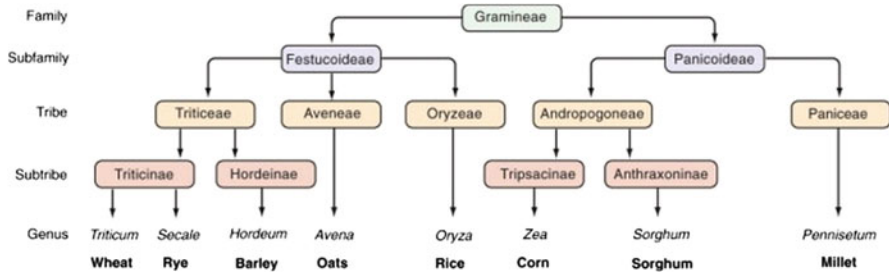 Family Gramineae
Subfamily Festucoideae Panicoideae
Tribe Triticeae Aveneae Oryzeae Andropogoneae Paniceae
Subtribe Triticinae Hordeinae Tripsacinae Anthraxoninae
Genus Triticum Secale Hordeum Avena Oryza Zea Sorghum Pennisetum
Wheat Rye Barley Oats Rice Corn Sorghum Millet